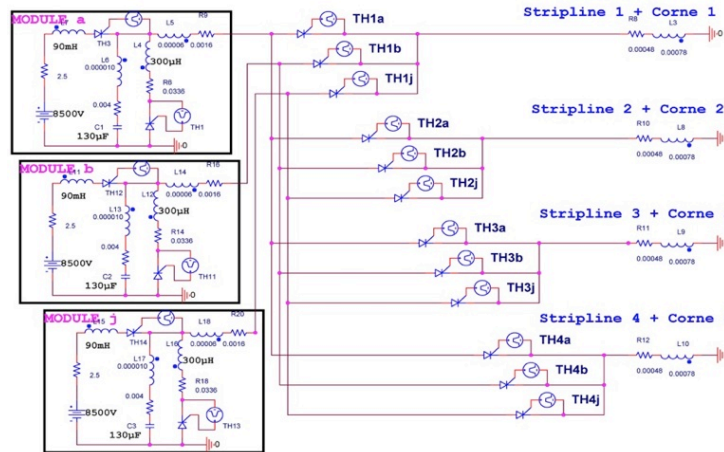 MODULE a
90mH
2.5
8500V
TH3
L6
0.000010
0.004
C1
130µF
L4
300µH
R6
0.0336
TH1
L5
0.00006
R9
0.0016
MODULE b
90mH
2.5
8500V
TH12
L13
0.000010
0.004
C2
130µF
L12
300µH
R14
0.0336
TH11
L14
0.00006
R16
0.0016
MODULE j
90mH
2.5
8500V
TH14
L17
0.000010
0.004
C3
130µF
L16
300µH
R18
0.0336
TH13
L18
0.00006
R20
0.0016
TH1a
TH1b
TH1j
TH2a
TH2b
TH2j
TH3a
TH3b
TH3j
TH4a
TH4b
TH4j
Stripline 1 + Corne 1
R8
0.00048
L3
0.00078
Stripline 2 + Corne 2
R10
0.00048
L8
0.00078
Stripline 3 + Corne
R11
0.00048
L9
0.00078
Stripline 4 + Corne
R12
0.00048
L10
0.00078